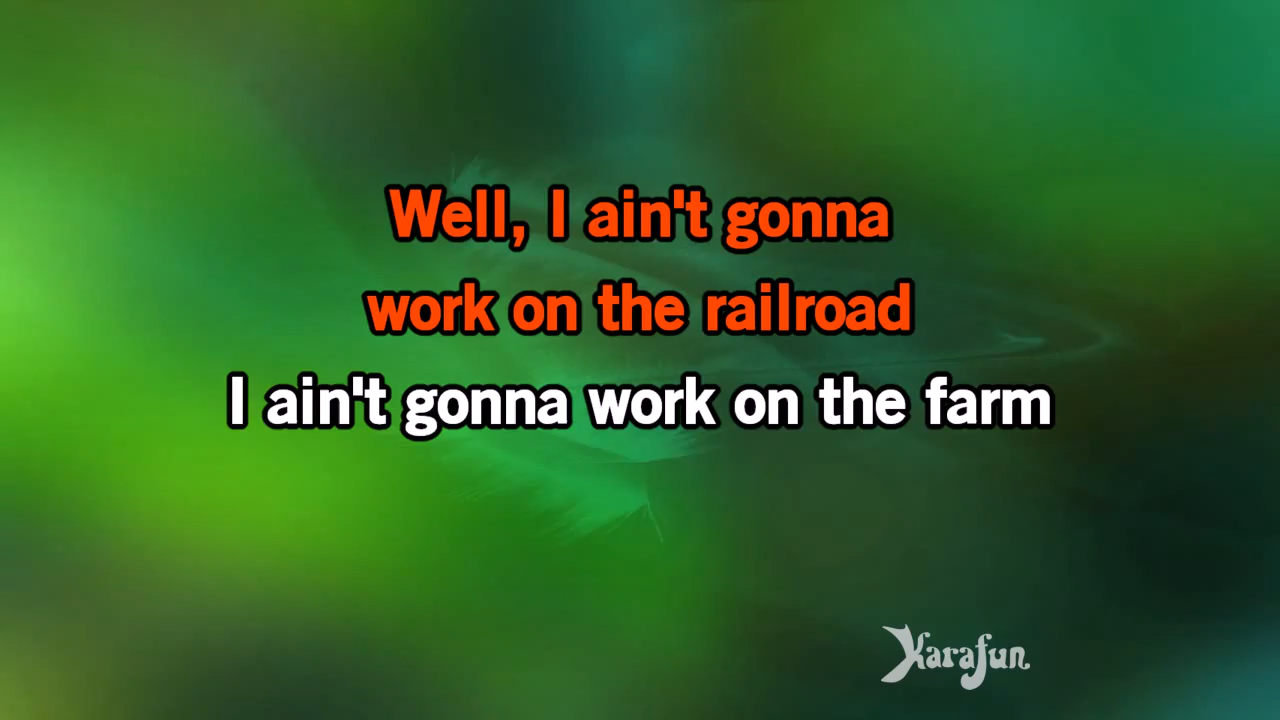 Well, I ain't gonna
work on the railroad
I ain't gonna work on the farm
Karafun